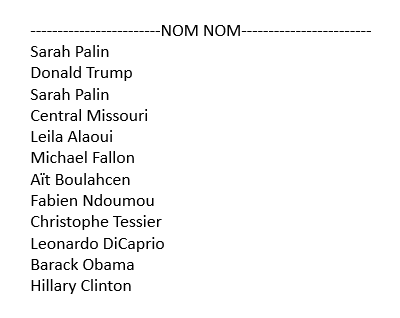 ------------------------NOM NOM------------------------
Sarah Palin
Donald Trump
Sarah Palin
Central Missouri
Leila Alaoui
Michael Fallon
Aït Boulahcen
Fabien Ndoumou
Christophe Tessier
Leonardo DiCaprio
Barack Obama
Hillary Clinton